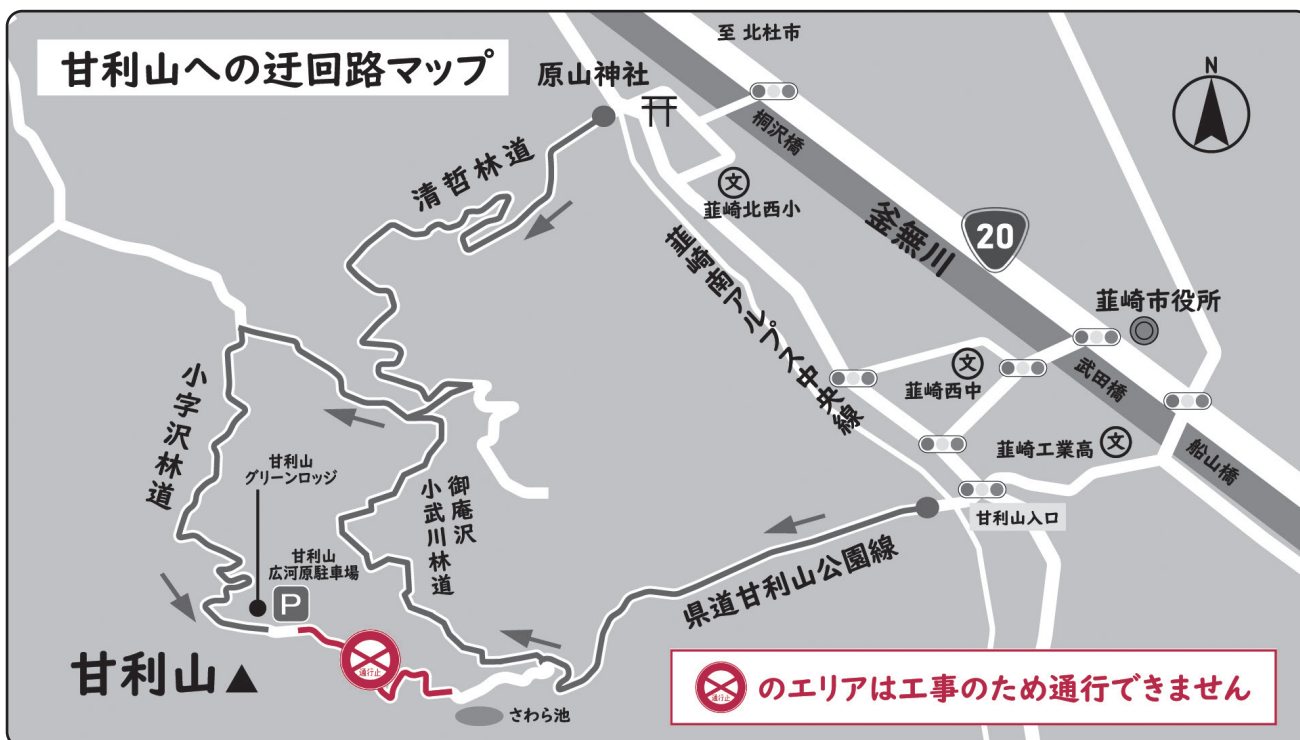 甘利山への迂回路マップ
至 北杜市
N
原山神社
桐沢橋
清哲林道
文
韮崎北西小
釜無川
20
韮崎南アルプス中央線
韮崎市役所
文
韮崎西中
武田橋
小字沢林道
韮崎工業高
文
船山橋
甘利山
グリーンロッジ
御庵沢
小武川林道
甘利山入口
甘利山
広河原駐車場
P
県道甘利山公園線
甘利山▲
通行止
さわら池
通行止
のエリアは工事のため通行できません